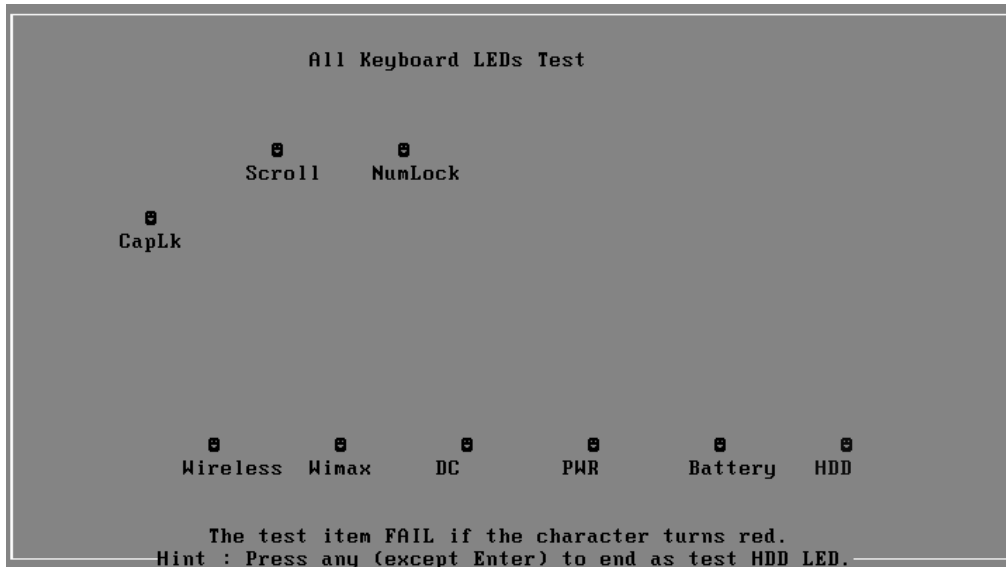 All Keyboard LEDs Test
Scroll NumLock
CapLk
Wireless Wimax DC PWR Battery HDD
The test item FAIL if the character turns red.
Hint : Press any (except Enter) to end as test HDD LED.